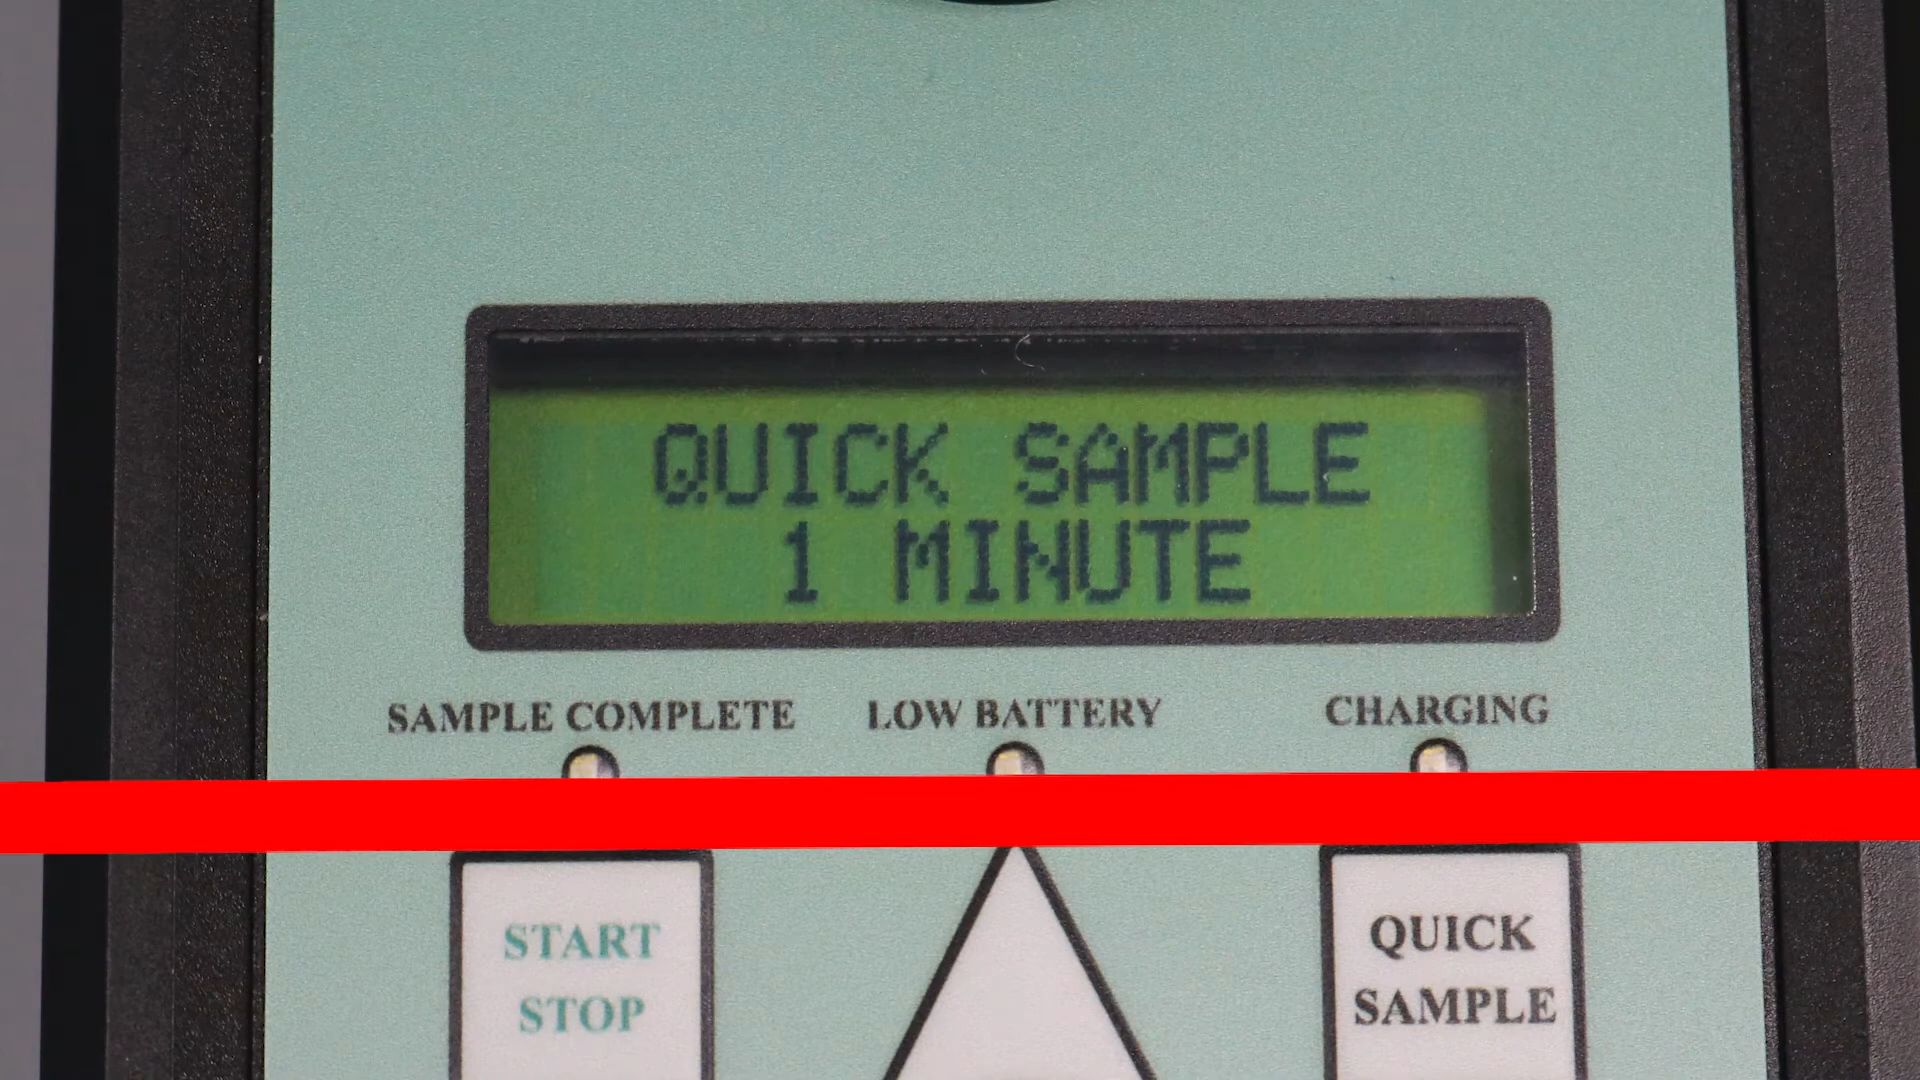 QUICK SAMPLE
1 MINUTE
SAMPLE COMPLETE LOW BATTERY CHARGING
START
STOP
QUICK
SAMPLE